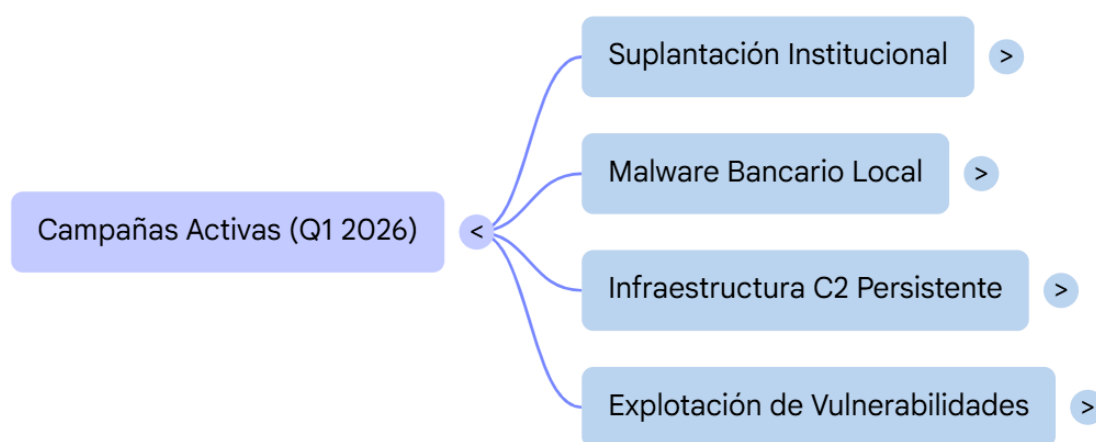 Suplantación Institucional >
Malware Bancario Local >
Campañas Activas (Q1 2026) <
Infraestructura C2 Persistente >
Explotación de Vulnerabilidades >